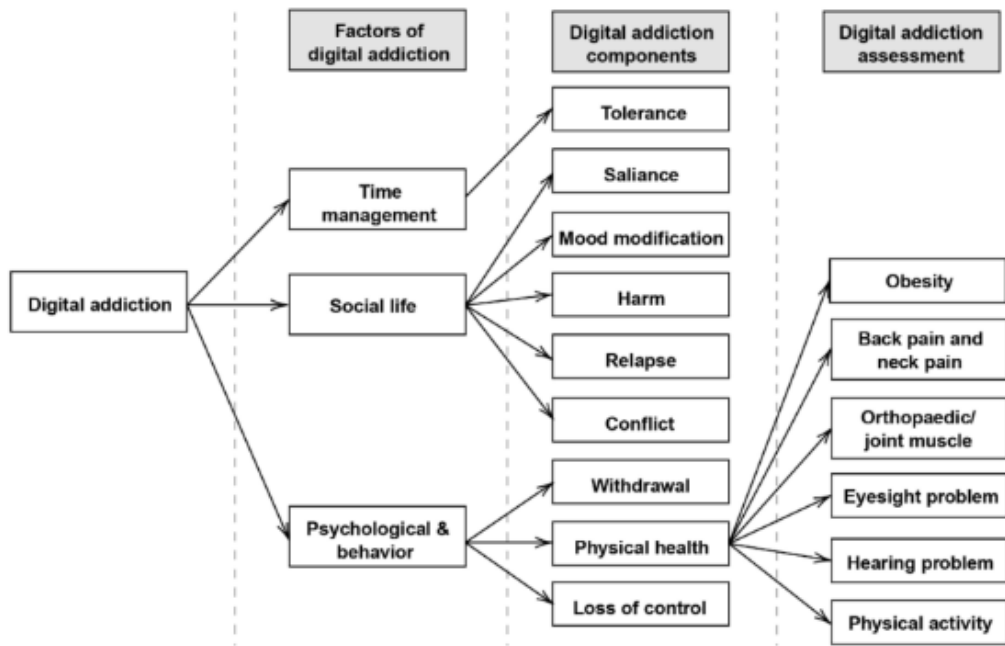 Factors of
digital addiction
Digital addiction
components
Digital addiction
assessment
Digital addiction
Time
management
Social life
Psychological &
behavior
Tolerance
Saliance
Mood modification
Harm
Relapse
Conflict
Withdrawal
Physical health
Loss of control
Obesity
Back pain and
neck pain
Orthopaedic/
joint muscle
Eyesight problem
Hearing problem
Physical activity